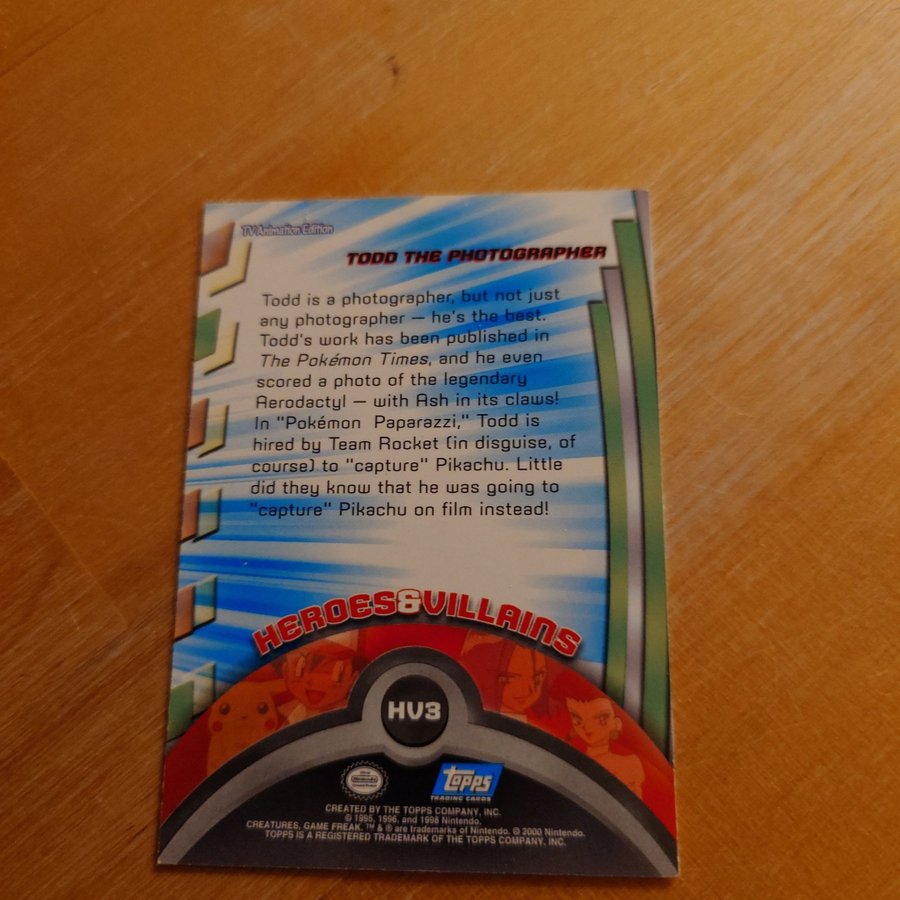 TV Animation Edition
TODD THE PHOTOGRAPHER
Todd is a photographer, but not just
any photographer — he's the best.
Todd's work has been published in
The Pokémon Times, and he even
scored a photo of the legendary
Aerodactyl — with Ash in its claws!
In "Pokémon Paparazzi," Todd is
hired by Team Rocket (in disguise, of
course) to "capture" Pikachu. Little
did they know that he was going to
"capture" Pikachu on film instead!
HEROES&VILLAINS
HV3
Nintendo
Topps
TRADING CARDS
CREATED BY THE TOPPS COMPANY, INC.
© 1995, 1996, and 1998 Nintendo.
CREATURES, GAME FREAK, ™ & ® are trademarks of Nintendo. © 2000 Nintendo.
TOPPS IS A REGISTERED TRADEMARK OF THE TOPPS COMPANY, INC.